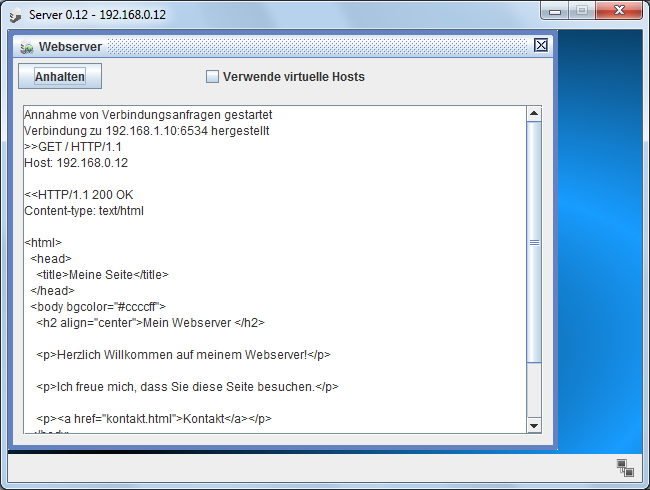 Server 0.12 - 192.168.0.12
Webserver
Anhalten
Verwende virtuelle Hosts
Annahme von Verbindungsanfragen gestartet
Verbindung zu 192.168.1.10:6534 hergestellt
>>GET / HTTP/1.1
Host: 192.168.0.12
<<HTTP/1.1 200 OK
Content-type: text/html
<html>
<head>
<title>Meine Seite</title>
</head>
<body bgcolor="#ccccff">
<h2 align="center">Mein Webserver </h2>
<p>Herzlich Willkommen auf meinem Webserver!</p>
<p>Ich freue mich, dass Sie diese Seite besuchen.</p>
<p><a href="kontakt.html">Kontakt</a></p>
</body>